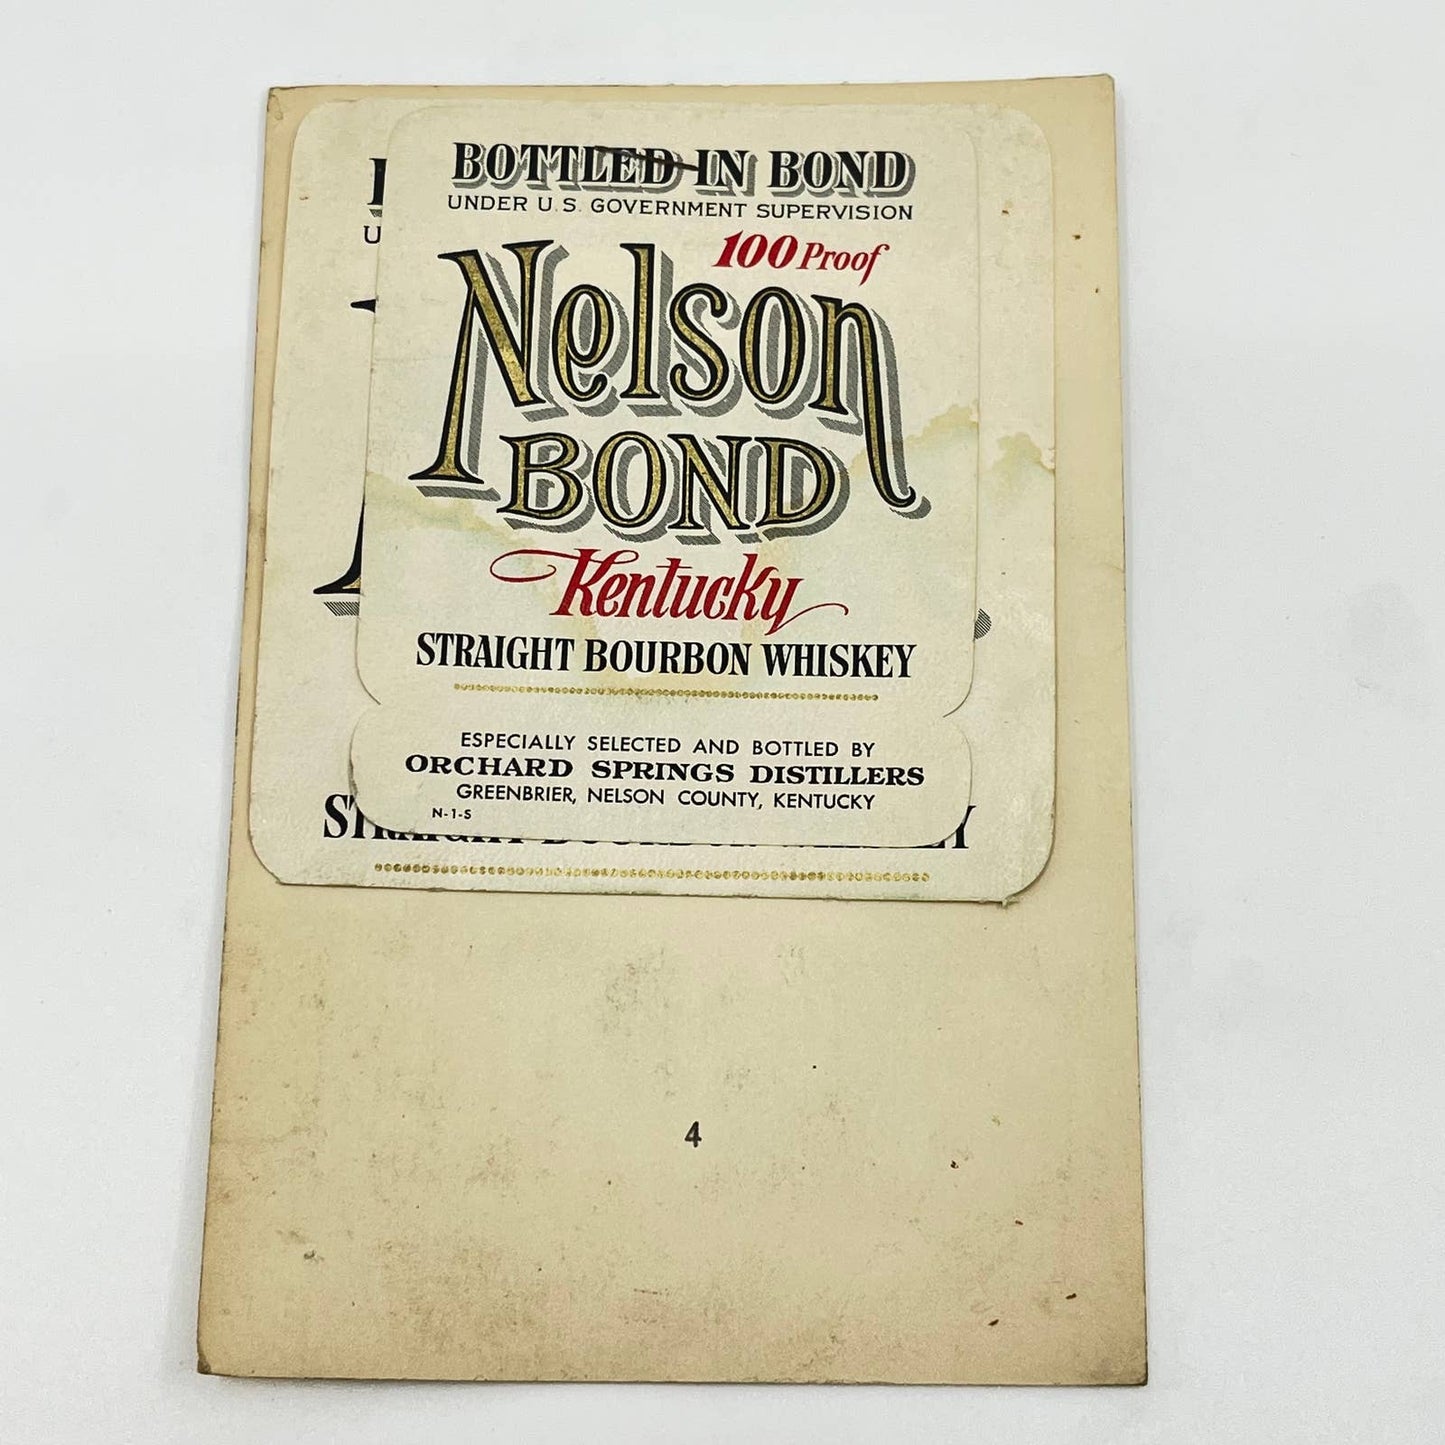 BOTTLED IN BOND
UNDER U.S. GOVERNMENT SUPERVISION
100 Proof
Nelson
BOND
Kentucky
STRAIGHT BOURBON WHISKEY
ESPECIALLY SELECTED AND BOTTLED BY
ORCHARD SPRINGS DISTILLERS
GREENBRIER, NELSON COUNTY, KENTUCKY
N-1-S
4